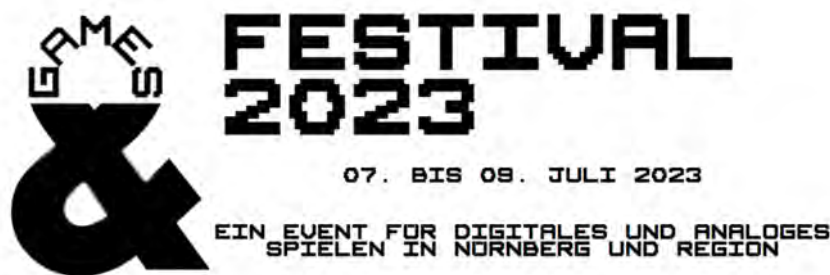 GAMES
&
FESTIVAL
2023
07. BIS 09. JULI 2023
EIN EVENT FÜR DIGITALES UND ANALOGES
SPIELEN IN NÜRNBERG UND REGION